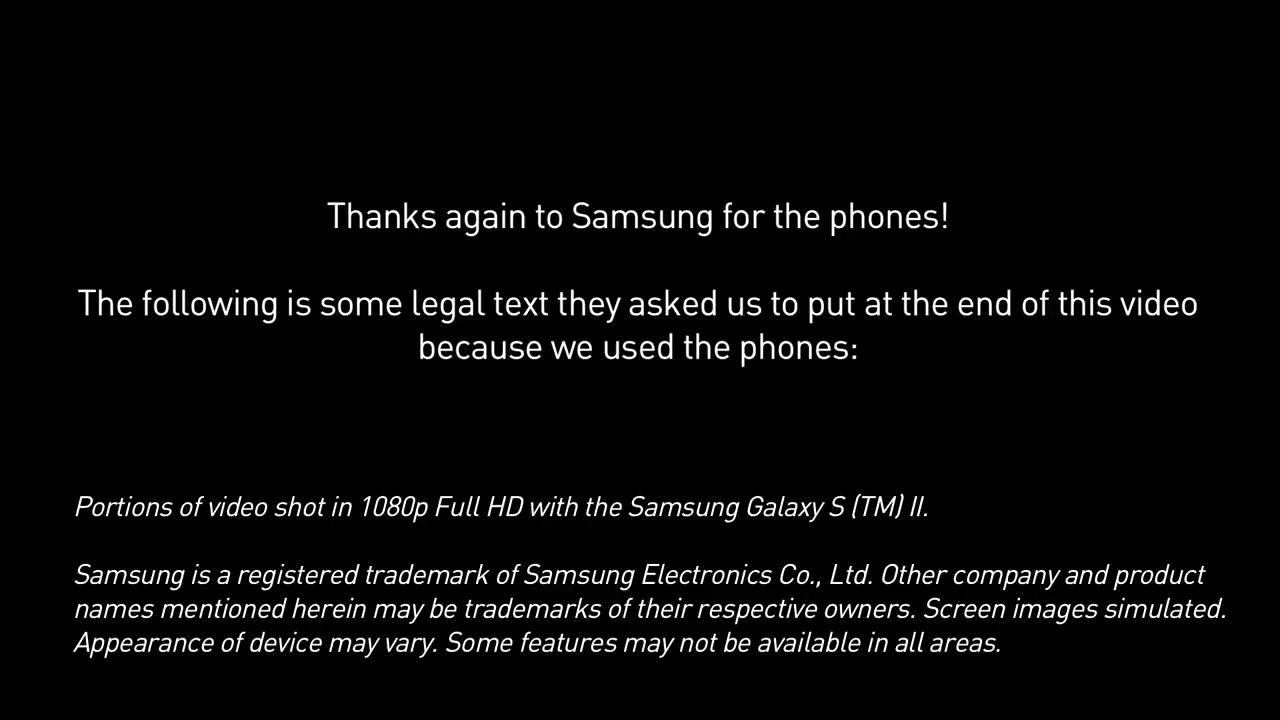 Thanks again to Samsung for the phones!
The following is some legal text they asked us to put at the end of this video
because we used the phones:
Portions of video shot in 1080p Full HD with the Samsung Galaxy S (TM) II.
Samsung is a registered trademark of Samsung Electronics Co., Ltd. Other company and product
names mentioned herein may be trademarks of their respective owners. Screen images simulated.
Appearance of device may vary. Some features may not be available in all areas.